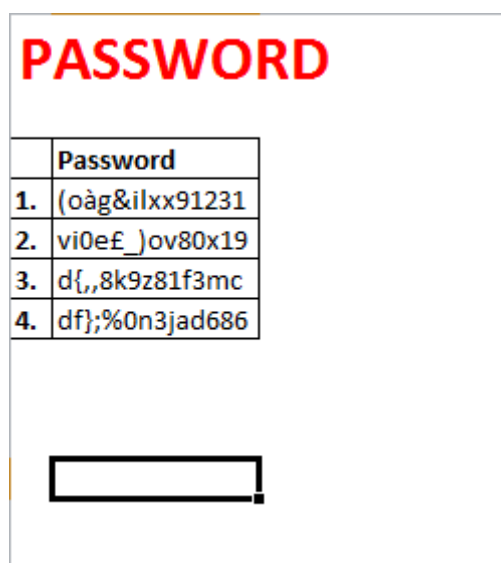 PASSWORD
Password
1. (oàg&ilxx91231
2. vi0e£_)ov80x19
3. d{,,8k9z81f3mc
4. df};%0n3jad686